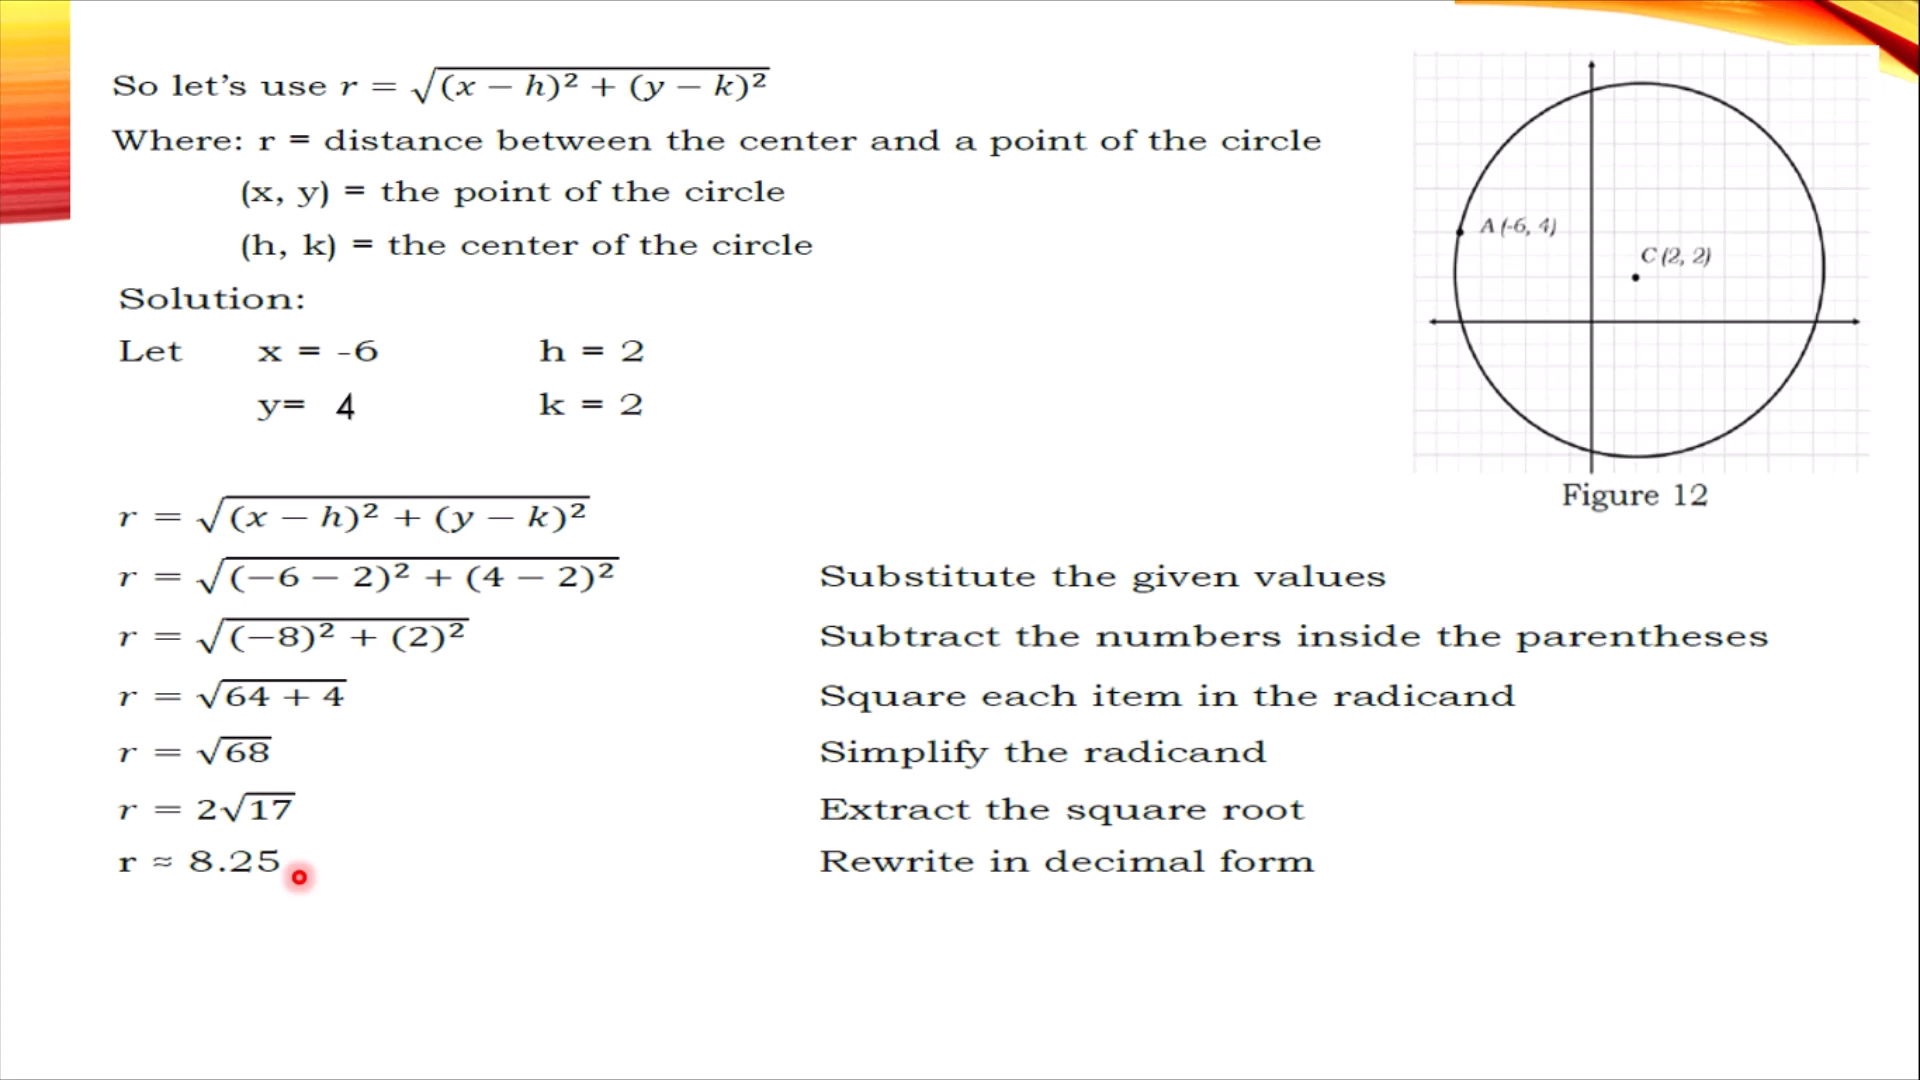 So let's use r = √(x − h)² + (y − k)²
Where: r = distance between the center and a point of the circle
(x, y) = the point of the circle
(h, k) = the center of the circle
Solution:
Let x = -6 h = 2
y= 4 k = 2
r = √(x − h)² + (y − k)²
r = √(−6 − 2)² + (4 − 2)² Substitute the given values
r = √(−8)² + (2)² Subtract the numbers inside the parentheses
r = √64 + 4 Square each item in the radicand
r = √68 Simplify the radicand
r = 2√17 Extract the square root
r ≈ 8.25 Rewrite in decimal form
A (-6, 4)
C (2, 2)
Figure 12